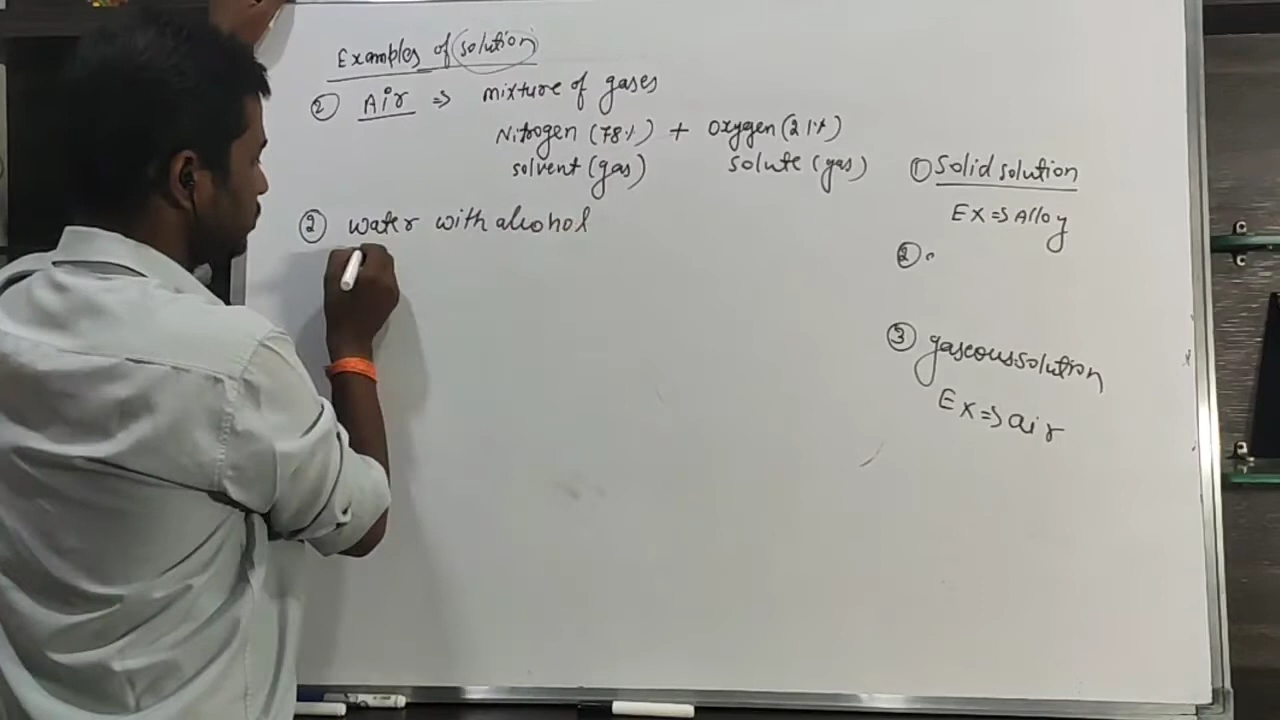 Examples of solution
② Air ⇒ mixture of gases
Nitrogen (78%) + Oxygen (21%)
solvent (gas) solute (gas)
② water with alcohol
① Solid solution
Ex ⇒ Alloy
②
③ gaseous solution
Ex ⇒ air